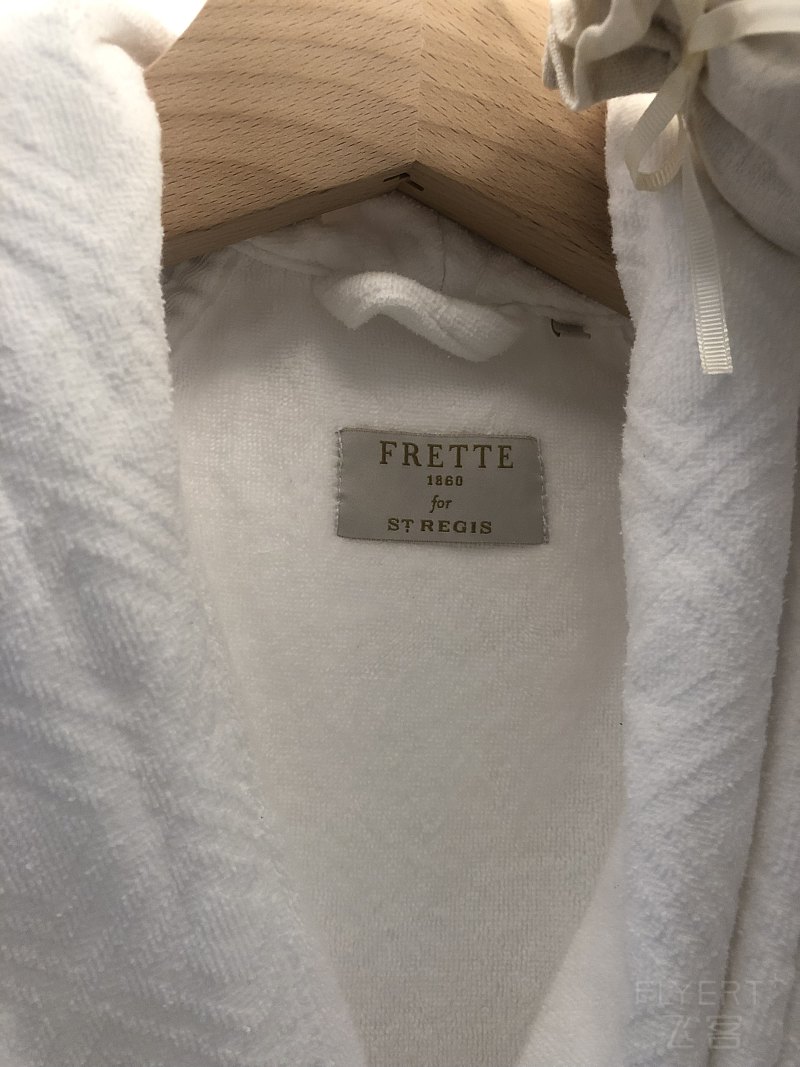 FRETTE
1860
for
ST REGIS
FLYERT
飞客